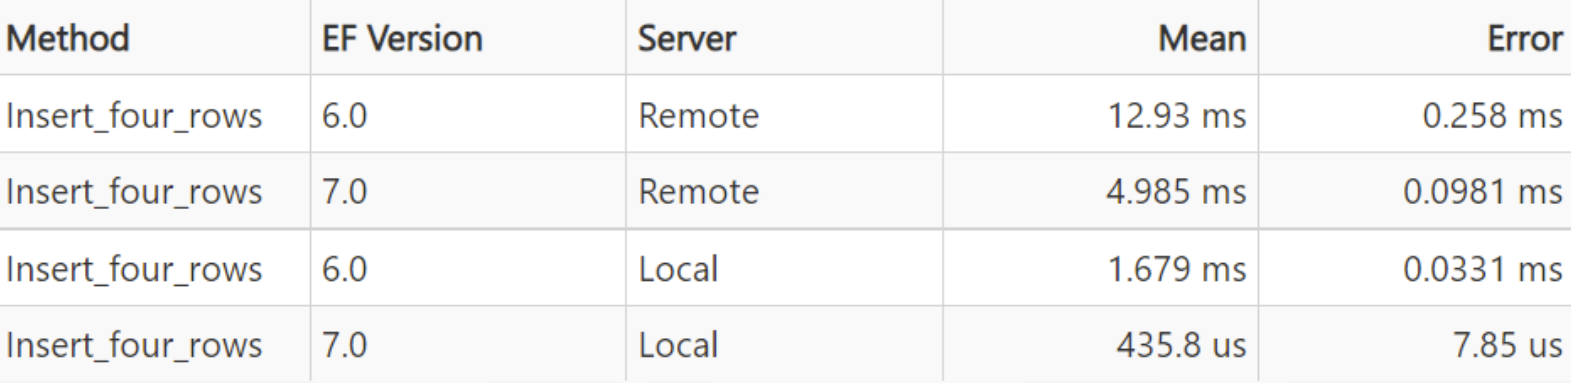 Method EF Version Server Mean Error
Insert_four_rows 6.0 Remote 12.93 ms 0.258 ms
Insert_four_rows 7.0 Remote 4.985 ms 0.0981 ms
Insert_four_rows 6.0 Local 1.679 ms 0.0331 ms
Insert_four_rows 7.0 Local 435.8 us 7.85 us